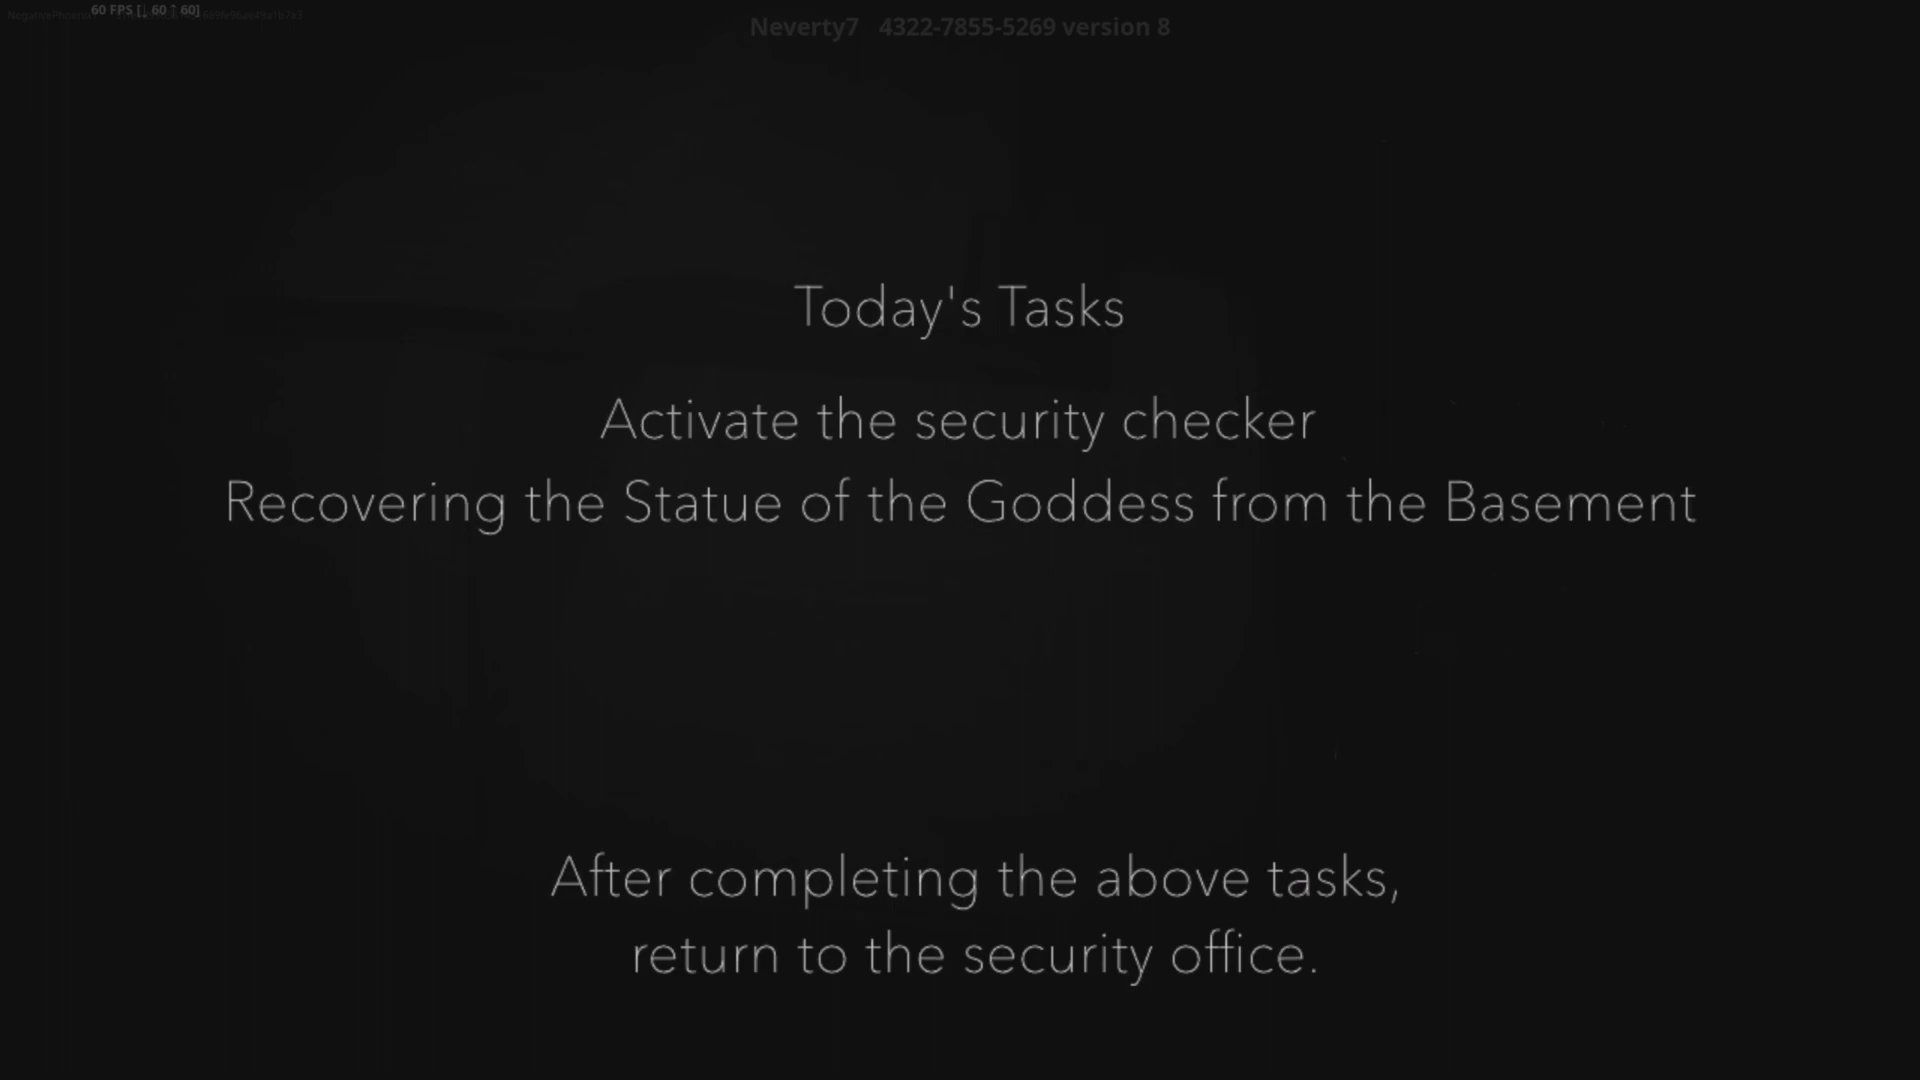 60 FPS [↓ 60 ↑ 60]
Neverty7 4322-7855-5269 version 8
Today's Tasks
Activate the security checker
Recovering the Statue of the Goddess from the Basement
After completing the above tasks,
return to the security office.